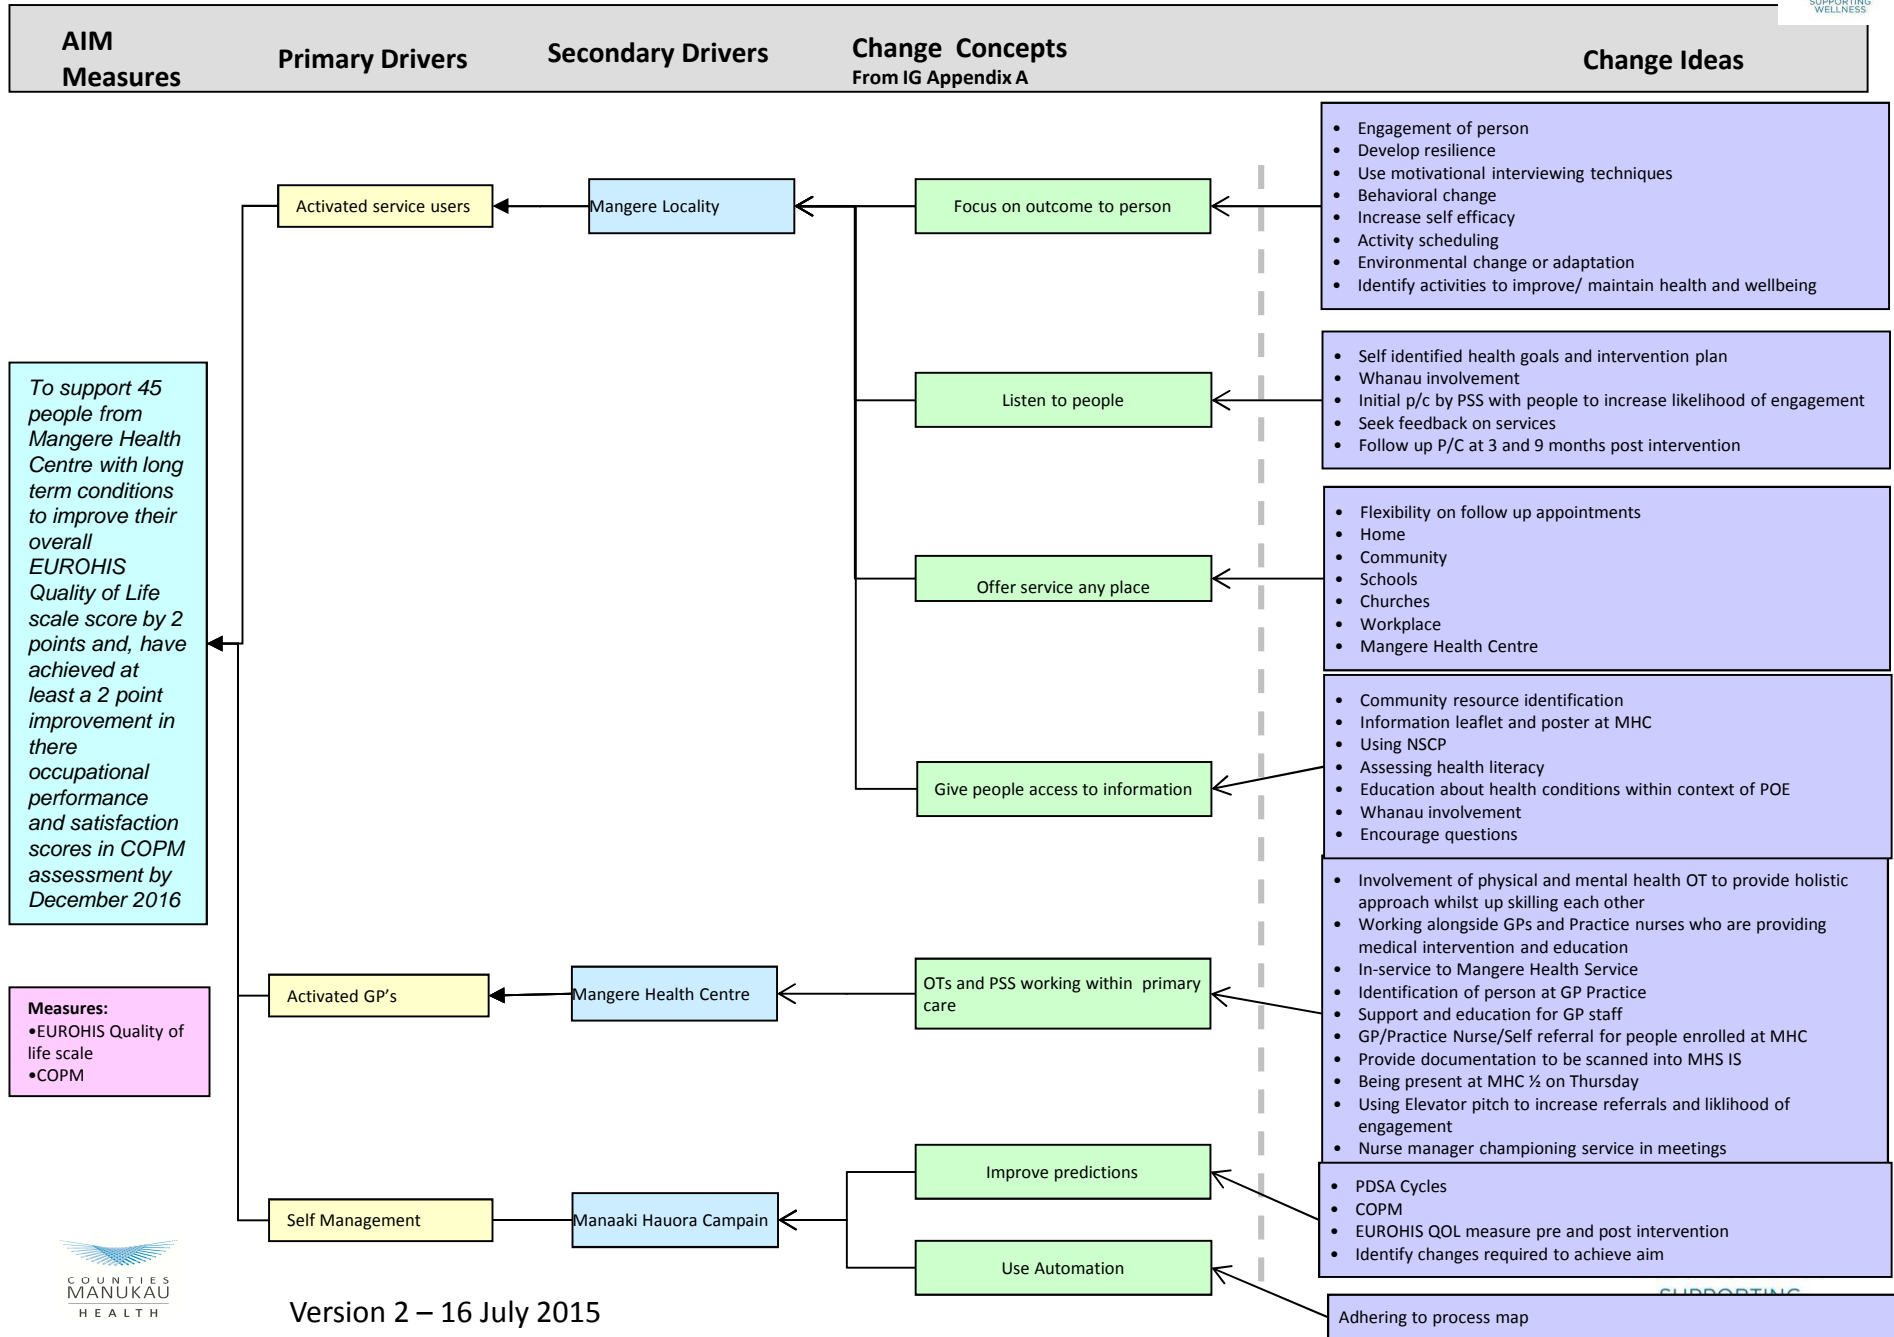 SUPPORTING
WELLNESS
AIM
Measures
Primary Drivers
Secondary Drivers
Change Concepts
From IG Appendix A
Change Ideas
To support 45
people from
Mangere Health
Centre with long
term conditions
to improve their
overall
EUROHIS
Quality of Life
scale score by 2
points and, have
achieved at
least a 2 point
improvement in
there
occupational
performance
and satisfaction
scores in COPM
assessment by
December 2016
Measures:
•EUROHIS Quality of
life scale
•COPM
Activated service users
Mangere Locality
Focus on outcome to person
• Engagement of person
• Develop resilience
• Use motivational interviewing techniques
• Behavioral change
• Increase self efficacy
• Activity scheduling
• Environmental change or adaptation
• Identify activities to improve/ maintain health and wellbeing
Listen to people
• Self identified health goals and intervention plan
• Whanau involvement
• Initial p/c by PSS with people to increase likelihood of engagement
• Seek feedback on services
• Follow up P/C at 3 and 9 months post intervention
Offer service any place
• Flexibility on follow up appointments
• Home
• Community
• Schools
• Churches
• Workplace
• Mangere Health Centre
Give people access to information
• Community resource identification
• Information leaflet and poster at MHC
• Using NSCP
• Assessing health literacy
• Education about health conditions within context of POE
• Whanau involvement
• Encourage questions
Activated GP's
Mangere Health Centre
OTs and PSS working within primary
care
• Involvement of physical and mental health OT to provide holistic
approach whilst up skilling each other
• Working alongside GPs and Practice nurses who are providing
medical intervention and education
• In-service to Mangere Health Service
• Identification of person at GP Practice
• Support and education for GP staff
• GP/Practice Nurse/Self referral for people enrolled at MHC
• Provide documentation to be scanned into MHS IS
• Being present at MHC ½ on Thursday
• Using Elevator pitch to increase referrals and liklihood of
engagement
• Nurse manager championing service in meetings
Self Management
Manaaki Hauora Campain
Improve predictions
• PDSA Cycles
• COPM
• EUROHIS QOL measure pre and post intervention
• Identify changes required to achieve aim
Use Automation
Adhering to process map
COUNTIES
MANUKAU
HEALTH
Version 2 – 16 July 2015
SUPPORTING